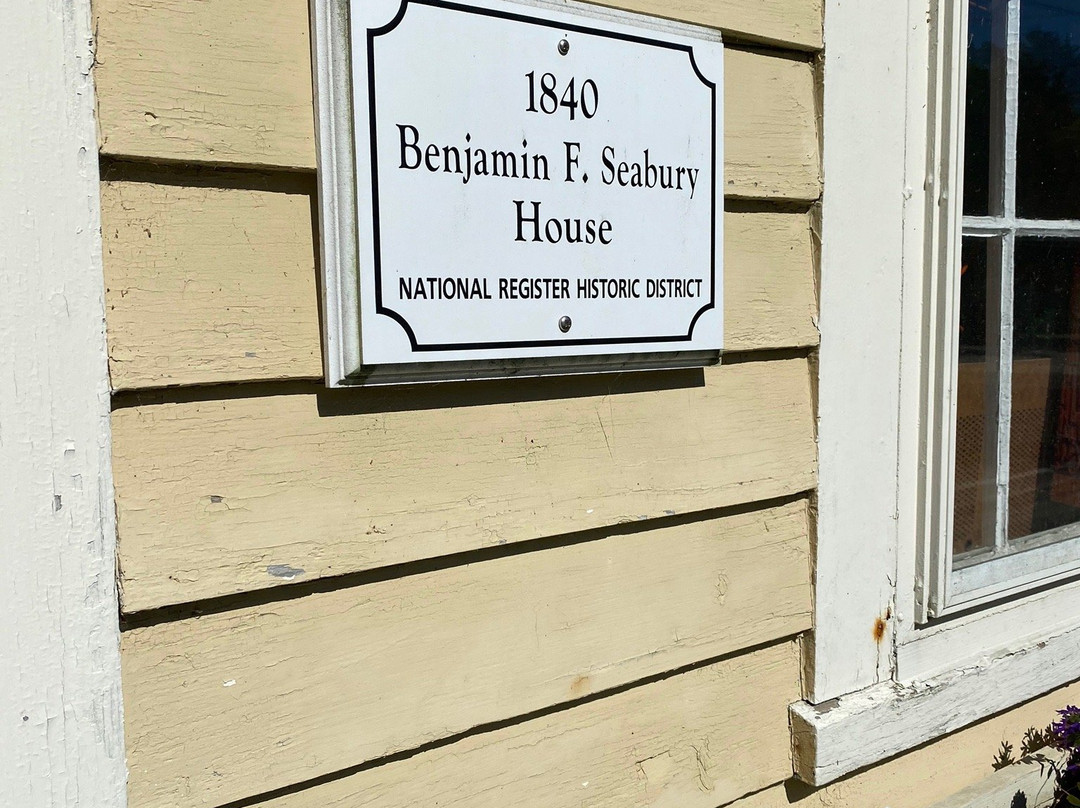 1840
Benjamin F. Seabury
House
NATIONAL REGISTER HISTORIC DISTRICT